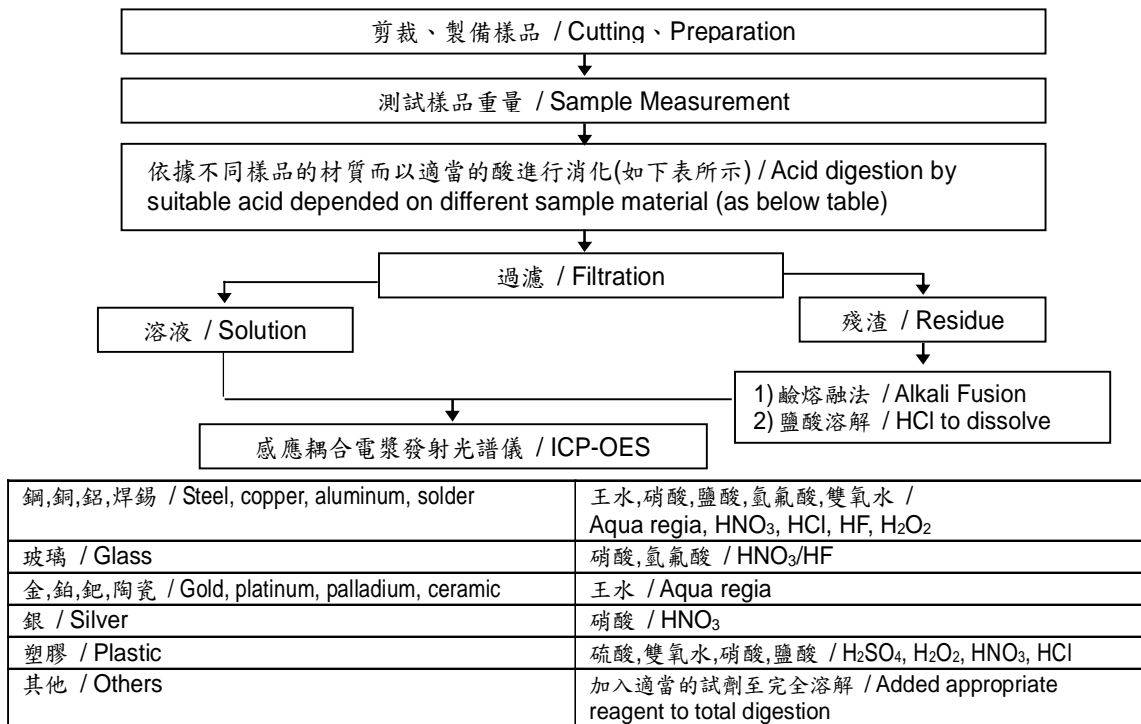 剪裁、製備樣品 / Cutting、Preparation
測試樣品重量 / Sample Measurement
依據不同樣品的材質而以適當的酸進行消化(如下表所示) / Acid digestion by
suitable acid depended on different sample material (as below table)
過濾 / Filtration
溶液 / Solution
殘渣 / Residue
1) 鹼熔融法 / Alkali Fusion
2) 鹽酸溶解 / HCl to dissolve
感應耦合電漿發射光譜儀 / ICP-OES
鋼,銅,鋁,焊錫 / Steel, copper, aluminum, solder
王水,硝酸,鹽酸,氫氟酸,雙氧水 /
Aqua regia, HNO₃, HCl, HF, H₂O₂
玻璃 / Glass
硝酸,氫氟酸 / HNO₃/HF
金,鉑,鈀,陶瓷 / Gold, platinum, palladium, ceramic
王水 / Aqua regia
銀 / Silver
硝酸 / HNO₃
塑膠 / Plastic
硫酸,雙氧水,硝酸,鹽酸 / H₂SO₄, H₂O₂, HNO₃, HCl
其他 / Others
加入適當的試劑至完全溶解 / Added appropriate
reagent to total digestion